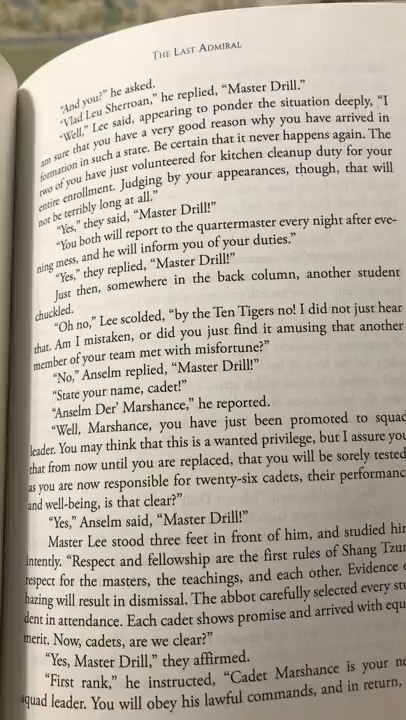 THE LAST ADMIRAL
"And you?" he asked.
"Vlad Leu Sherroan," he replied, "Master Drill."
"Well," Lee said, appearing to ponder the situation deeply, "I
am sure that you have a very good reason why you have arrived in
formation in such a state. Be certain that it never happens again. The
two of you have just volunteered for kitchen cleanup duty for your
entire enrollment. Judging by your appearances, though, that will
not be terribly long at all."
"Yes," they said, "Master Drill!"
"You both will report to the quartermaster every night after eve-
ning mess, and he will inform you of your duties."
"Yes," they replied, "Master Drill!"
Just then, somewhere in the back column, another student
chuckled.
"Oh no," Lee scolded, "by the Ten Tigers no! I did not just hear
that. Am I mistaken, or did you just find it amusing that another
member of your team met with misfortune?"
"No," Anselm replied, "Master Drill!"
"State your name, cadet!"
"Anselm Der' Marshance," he reported.
"Well, Marshance, you have just been promoted to squad
leader. You may think that this is a wanted privilege, but I assure you
that from now until you are replaced, that you will be sorely tested
as you are now responsible for twenty-six cadets, their performanc
and well-being, is that clear?"
"Yes," Anselm said, "Master Drill!"
Master Lee stood three feet in front of him, and studied him
intently. "Respect and fellowship are the first rules of Shang Tzu
respect for the masters, the teachings, and each other. Evidence
hazing will result in dismissal. The abbot carefully selected every stu
dent in attendance. Each cadet shows promise and arrived with equ
merit. Now, cadets, are we clear?"
"Yes, Master Drill," they affirmed.
"First rank," he instructed, "Cadet Marshance is your ne
squad leader. You will obey his lawful commands, and in return,